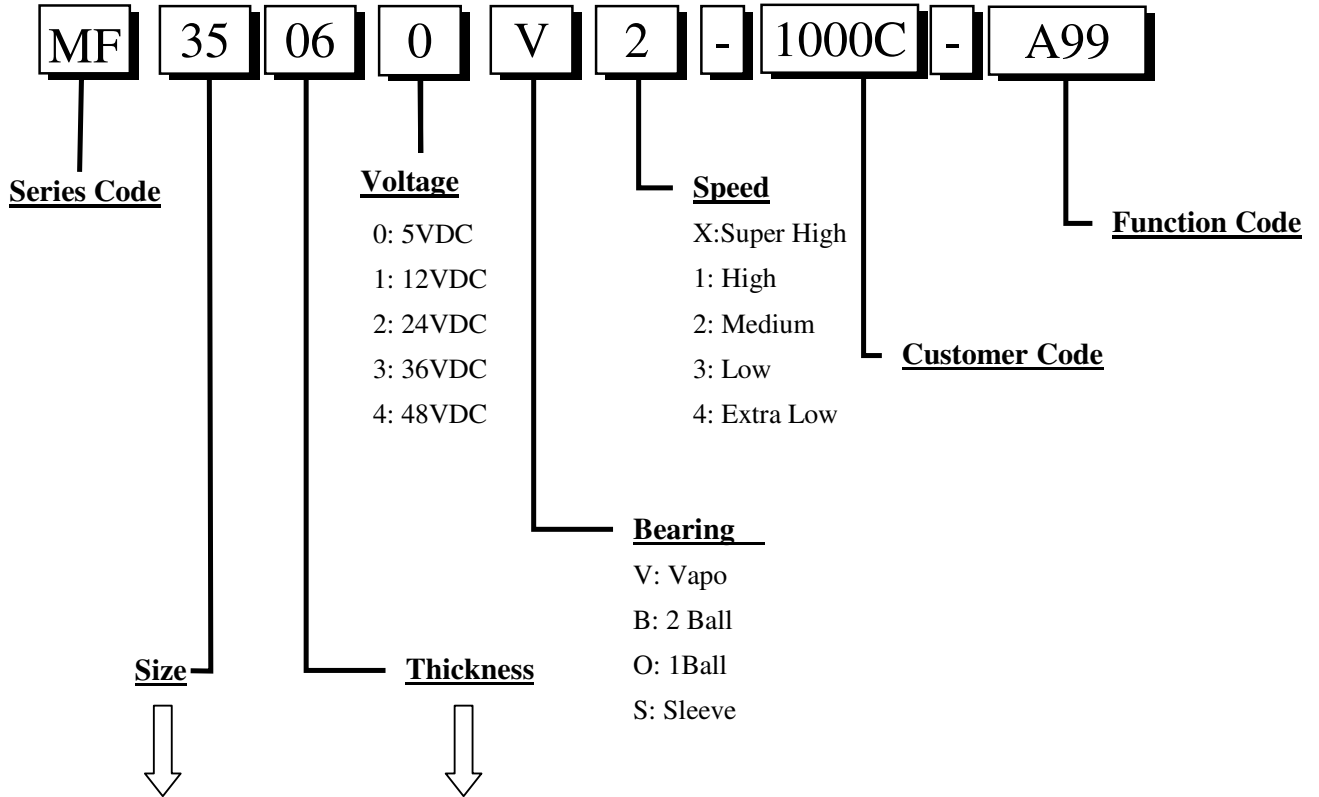 MF 35 06 0 V 2 - 1000C - A99
Series Code
Voltage
0: 5VDC
1: 12VDC
2: 24VDC
3: 36VDC
4: 48VDC
Speed
X:Super High
1: High
2: Medium
3: Low
4: Extra Low
Function Code
Customer Code
Bearing
V: Vapo
B: 2 Ball
O: 1Ball
S: Sleeve
Size
Thickness